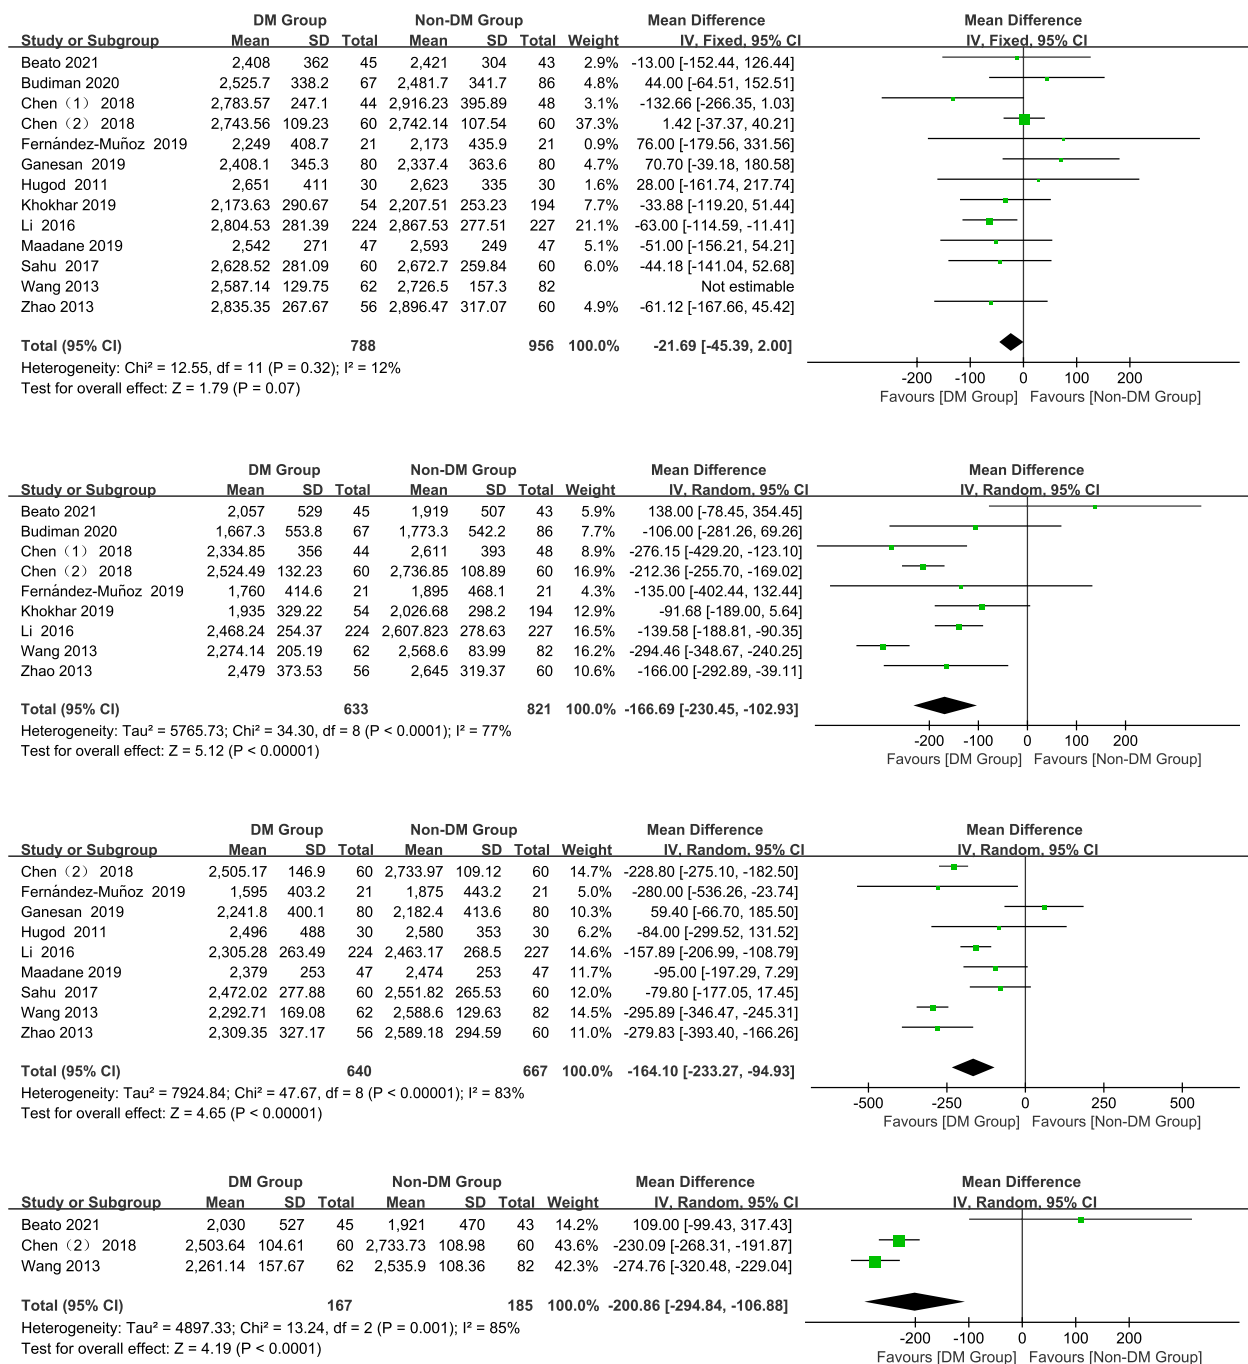 DM Group Non-DM Group Mean Difference Mean Difference
Study or Subgroup Mean SD Total Mean SD Total Weight IV, Fixed, 95% CI IV, Fixed, 95% CI
Beato 2021 2,408 362 45 2,421 304 43 2.9% -13.00 [-152.44, 126.44]
Budiman 2020 2,525.7 338.2 67 2,481.7 341.7 86 4.8% 44.00 [-64.51, 152.51]
Chen（1）2018 2,783.57 247.1 44 2,916.23 395.89 48 3.1% -132.66 [-266.35, 1.03]
Chen（2）2018 2,743.56 109.23 60 2,742.14 107.54 60 37.3% 1.42 [-37.37, 40.21]
Fernández-Muñoz 2019 2,249 408.7 21 2,173 435.9 21 0.9% 76.00 [-179.56, 331.56]
Ganesan 2019 2,408.1 345.3 80 2,337.4 363.6 80 4.7% 70.70 [-39.18, 180.58]
Hugod 2011 2,651 411 30 2,623 335 30 1.6% 28.00 [-161.74, 217.74]
Khokhar 2019 2,173.63 290.67 54 2,207.51 253.23 194 7.7% -33.88 [-119.20, 51.44]
Li 2016 2,804.53 281.39 224 2,867.53 277.51 227 21.1% -63.00 [-114.59, -11.41]
Maadane 2019 2,542 271 47 2,593 249 47 5.1% -51.00 [-156.21, 54.21]
Sahu 2017 2,628.52 281.09 60 2,672.7 259.84 60 6.0% -44.18 [-141.04, 52.68]
Wang 2013 2,587.14 129.75 62 2,726.5 157.3 82 Not estimable
Zhao 2013 2,835.35 267.67 56 2,896.47 317.07 60 4.9% -61.12 [-167.66, 45.42]
Total (95% CI) 788 956 100.0% -21.69 [-45.39, 2.00]
Heterogeneity: Chi² = 12.55, df = 11 (P = 0.32); I² = 12%
Test for overall effect: Z = 1.79 (P = 0.07)
-200 -100 0 100 200
Favours [DM Group] Favours [Non-DM Group]
DM Group Non-DM Group Mean Difference Mean Difference
Study or Subgroup Mean SD Total Mean SD Total Weight IV, Random, 95% CI IV, Random, 95% CI
Beato 2021 2,057 529 45 1,919 507 43 5.9% 138.00 [-78.45, 354.45]
Budiman 2020 1,667.3 553.8 67 1,773.3 542.2 86 7.7% -106.00 [-281.26, 69.26]
Chen（1）2018 2,334.85 356 44 2,611 393 48 8.9% -276.15 [-429.20, -123.10]
Chen（2）2018 2,524.49 132.23 60 2,736.85 108.89 60 16.9% -212.36 [-255.70, -169.02]
Fernández-Muñoz 2019 1,760 414.6 21 1,895 468.1 21 4.3% -135.00 [-402.44, 132.44]
Khokhar 2019 1,935 329.22 54 2,026.68 298.2 194 12.9% -91.68 [-189.00, 5.64]
Li 2016 2,468.24 254.37 224 2,607.823 278.63 227 16.5% -139.58 [-188.81, -90.35]
Wang 2013 2,274.14 205.19 62 2,568.6 83.99 82 16.2% -294.46 [-348.67, -240.25]
Zhao 2013 2,479 373.53 56 2,645 319.37 60 10.6% -166.00 [-292.89, -39.11]
Total (95% CI) 633 821 100.0% -166.69 [-230.45, -102.93]
Heterogeneity: Tau² = 5765.73; Chi² = 34.30, df = 8 (P < 0.0001); I² = 77%
Test for overall effect: Z = 5.12 (P < 0.00001)
-200 -100 0 100 200
Favours [DM Group] Favours [Non-DM Group]
DM Group Non-DM Group Mean Difference Mean Difference
Study or Subgroup Mean SD Total Mean SD Total Weight IV, Random, 95% CI IV, Random, 95% CI
Chen（2）2018 2,505.17 146.9 60 2,733.97 109.12 60 14.7% -228.80 [-275.10, -182.50]
Fernández-Muñoz 2019 1,595 403.2 21 1,875 443.2 21 5.0% -280.00 [-536.26, -23.74]
Ganesan 2019 2,241.8 400.1 80 2,182.4 413.6 80 10.3% 59.40 [-66.70, 185.50]
Hugod 2011 2,496 488 30 2,580 353 30 6.2% -84.00 [-299.52, 131.52]
Li 2016 2,305.28 263.49 224 2,463.17 268.5 227 14.6% -157.89 [-206.99, -108.79]
Maadane 2019 2,379 253 47 2,474 253 47 11.7% -95.00 [-197.29, 7.29]
Sahu 2017 2,472.02 277.88 60 2,551.82 265.53 60 12.0% -79.80 [-177.05, 17.45]
Wang 2013 2,292.71 169.08 62 2,588.6 129.63 82 14.5% -295.89 [-346.47, -245.31]
Zhao 2013 2,309.35 327.17 56 2,589.18 294.59 60 11.0% -279.83 [-393.40, -166.26]
Total (95% CI) 640 667 100.0% -164.10 [-233.27, -94.93]
Heterogeneity: Tau² = 7924.84; Chi² = 47.67, df = 8 (P < 0.00001); I² = 83%
Test for overall effect: Z = 4.65 (P < 0.00001)
-500 -250 0 250 500
Favours [DM Group] Favours [Non-DM Group]
DM Group Non-DM Group Mean Difference Mean Difference
Study or Subgroup Mean SD Total Mean SD Total Weight IV, Random, 95% CI IV, Random, 95% CI
Beato 2021 2,030 527 45 1,921 470 43 14.2% 109.00 [-99.43, 317.43]
Chen（2）2018 2,503.64 104.61 60 2,733.73 108.98 60 43.6% -230.09 [-268.31, -191.87]
Wang 2013 2,261.14 157.67 62 2,535.9 108.36 82 42.3% -274.76 [-320.48, -229.04]
Total (95% CI) 167 185 100.0% -200.86 [-294.84, -106.88]
Heterogeneity: Tau² = 4897.33; Chi² = 13.24, df = 2 (P = 0.001); I² = 85%
Test for overall effect: Z = 4.19 (P < 0.0001)
-200 -100 0 100 200
Favours [DM Group] Favours [Non-DM Group]